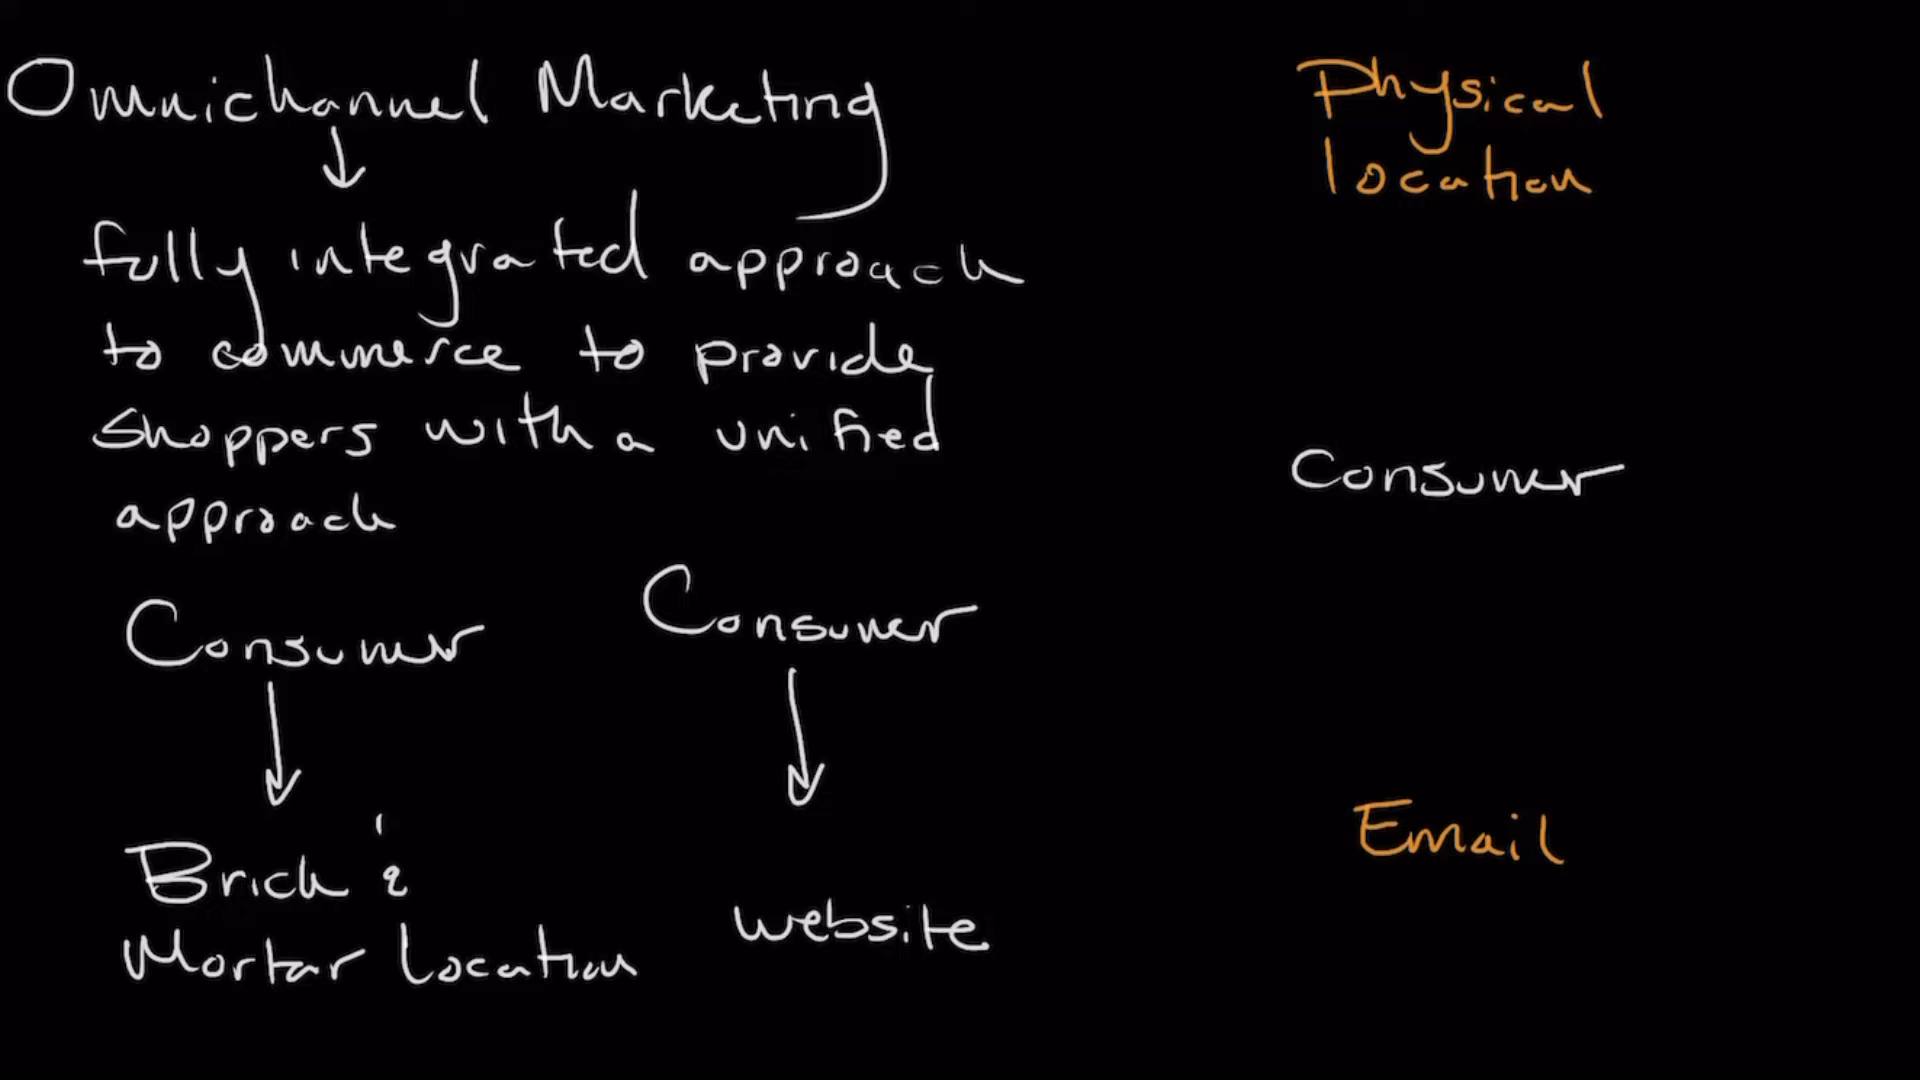 Omnichannel Marketing
fully integrated approach
to commerce to provide
shoppers with a unified
approach
Consumer
Brick &
Mortar Location
Consumer
website
Physical
location
Consumer
Email